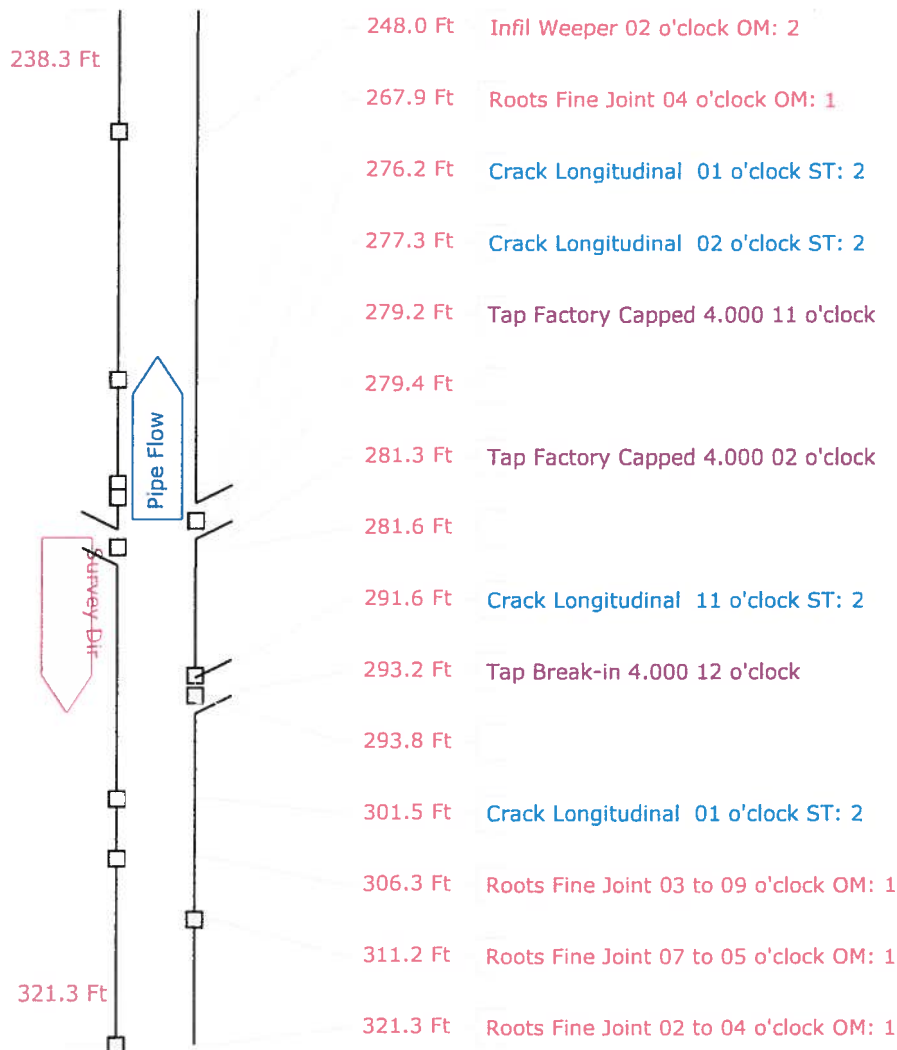 248.0 Ft Infil Weeper 02 o'clock OM: 2
238.3 Ft
267.9 Ft Roots Fine Joint 04 o'clock OM: 1
276.2 Ft Crack Longitudinal 01 o'clock ST: 2
277.3 Ft Crack Longitudinal 02 o'clock ST: 2
279.2 Ft Tap Factory Capped 4.000 11 o'clock
279.4 Ft
Pipe Flow
281.3 Ft Tap Factory Capped 4.000 02 o'clock
281.6 Ft
Survey Dir
291.6 Ft Crack Longitudinal 11 o'clock ST: 2
293.2 Ft Tap Break-in 4.000 12 o'clock
293.8 Ft
301.5 Ft Crack Longitudinal 01 o'clock ST: 2
306.3 Ft Roots Fine Joint 03 to 09 o'clock OM: 1
311.2 Ft Roots Fine Joint 07 to 05 o'clock OM: 1
321.3 Ft
321.3 Ft Roots Fine Joint 02 to 04 o'clock OM: 1